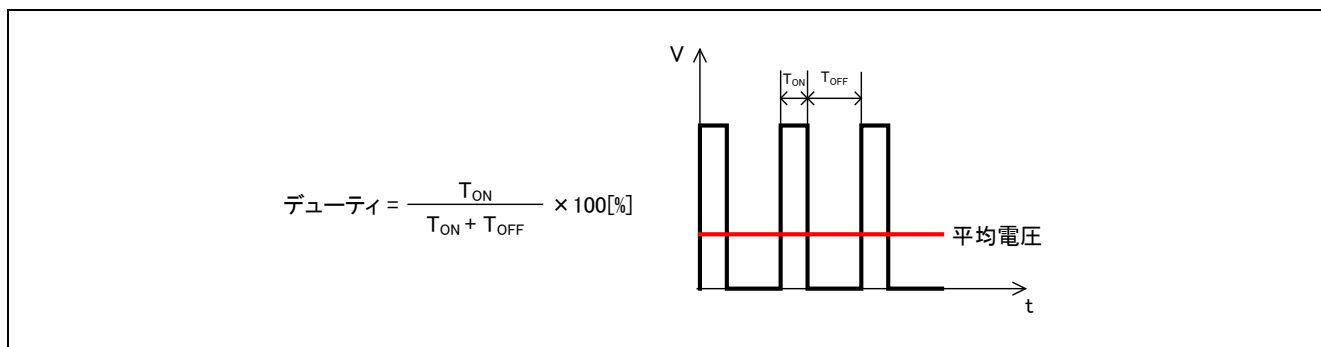 V
TON TOFF
デューティ = TON / (TON + TOFF) × 100[%]
平均電圧
t